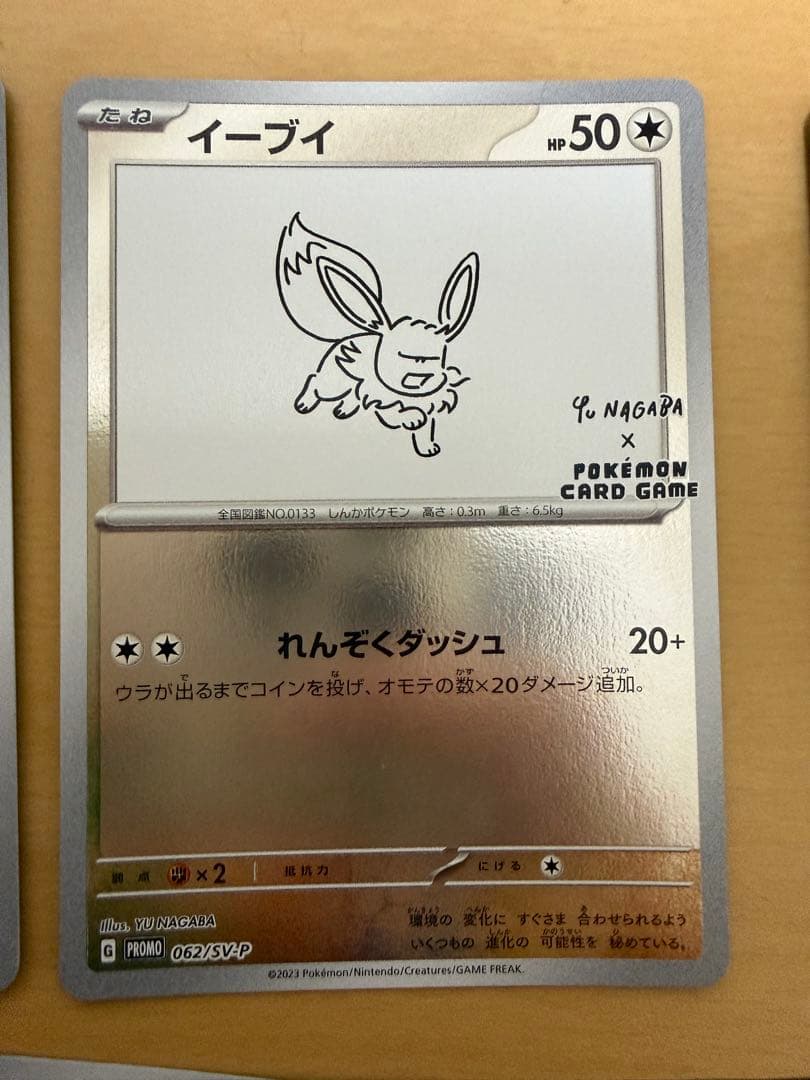 たね
イーブイ
HP50
YU NAGABA
×
POKÉMON
CARD GAME
全国図鑑NO.0133 しんかポケモン 高さ:0.3m 重さ:6.5kg
れんぞくダッシュ 20+
ウラが出るまでコインを投げ、オモテの数×20ダメージ追加。
弱点 ×2 抵抗力 にげる
Illus. YU NAGABA
環境の 変化に すぐさま 合わせられるよう
いくつもの 進化の 可能性を 秘めている。
G PROMO 062/SV-P
©2023 Pokémon/Nintendo/Creatures/GAME FREAK.